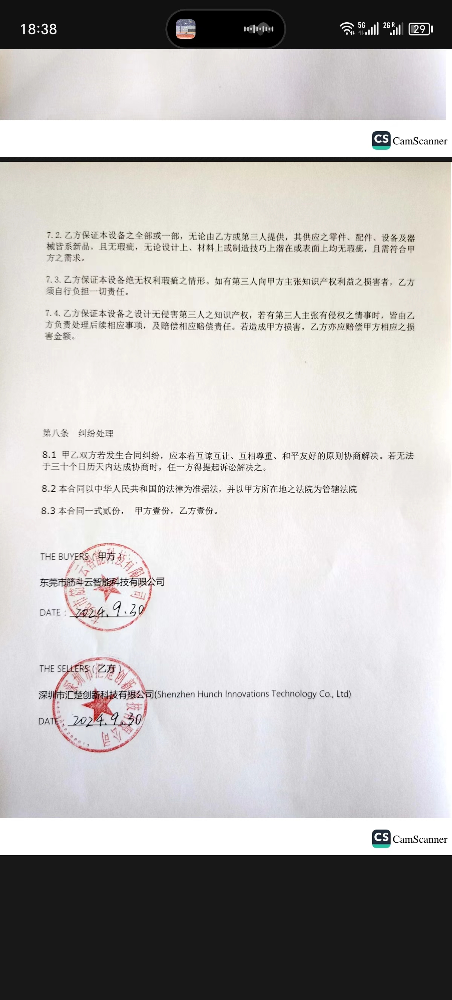 18:38
5G
2G R
29
CS CamScanner
7.2.乙方保证本设备之全部或一部，无论由乙方或第三人提供，其供应之零件、配件、设备及器
械皆系新品，且无瑕疵，无论设计上、材料上或制造技巧上潜在或表面上均无瑕疵，且需符合甲
方之需求。
7.3.乙方保证本设备绝无权利瑕疵之情形。如有第三人向甲方主张知识产权利益之损害者，乙方
须自行负担一切责任。
7.4.乙方保证本设备之设计无侵害第三人之知识产权，若有第三人主张有侵权之情事时，皆由乙
方负责处理后续相应事项，及赔偿相应赔偿责任。若造成甲方损害，乙方亦应赔偿甲方相应之损
害金额。
第八条 纠纷处理
8.1 甲乙双方若发生合同纠纷，应本着互谅互让、互相尊重、和平友好的原则协商解决。若无法
于三十个日历天内达成协商时，任一方得提起诉讼解决之。
8.2 本合同以中华人民共和国的法律为准据法，并以甲方所在地之法院为管辖法院
8.3 本合同一式贰份， 甲方壹份，乙方壹份。
THE BUYERS（甲方）:
东莞市筋斗云智能科技有限公司
DATE：2024.9.30
THE SELLERS（乙方）:
深圳市汇楚创新科技有限公司(Shenzhen Hunch Innovations Technology Co., Ltd)
DATE：2024.9.30
深圳市汇楚创新科技有限公司
CS CamScanner